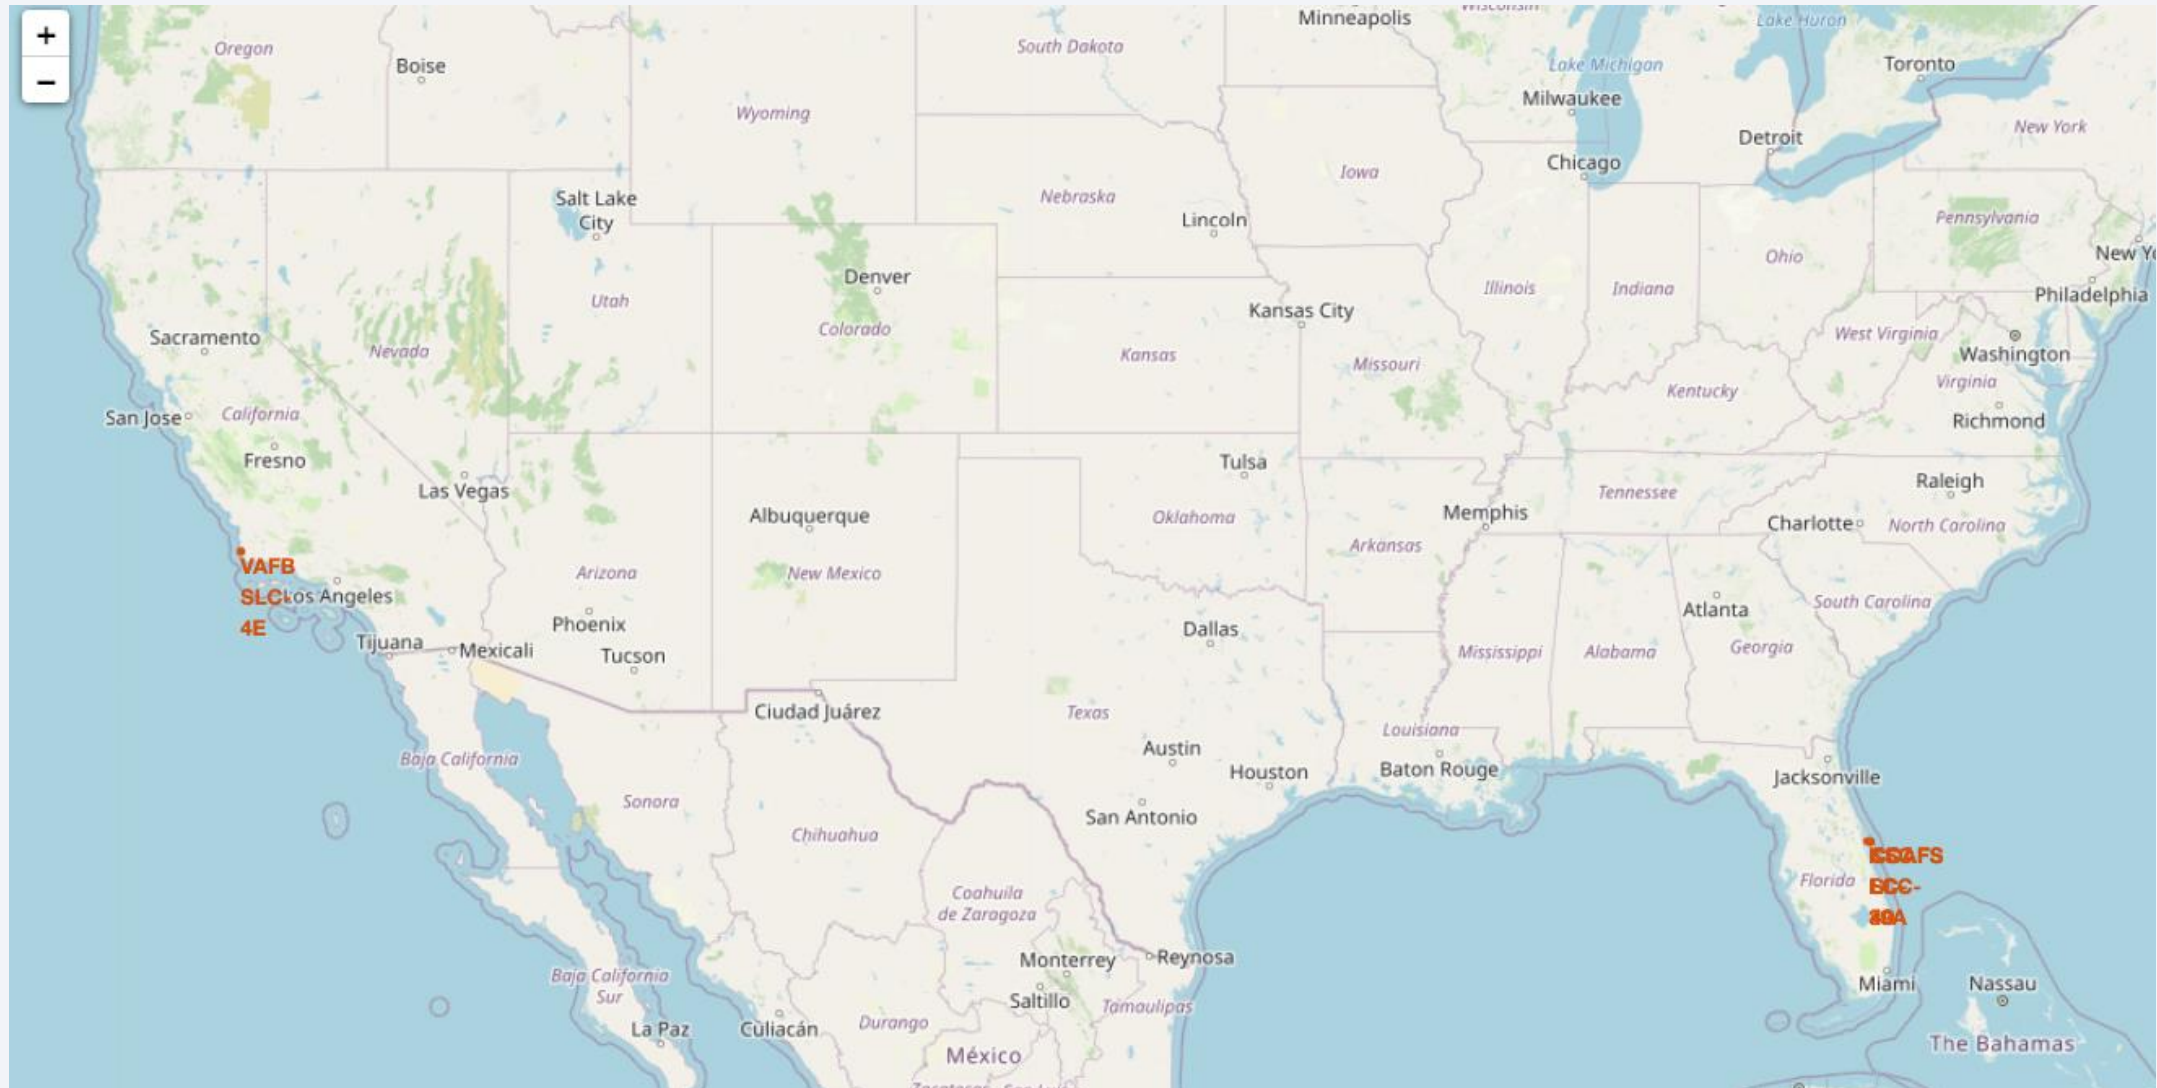 +
−
Oregon
Boise
South Dakota
Minneapolis
Wisconsin
Lake Huron
Toronto
Lake Michigan
Milwaukee
Wyoming
Detroit
New York
Chicago
Iowa
Salt Lake
City
Nebraska
Lincoln
Pennsylvania
Ohio
New Y
Denver
Utah
Illinois
Indiana
Philadelphia
Kansas City
Colorado
Sacramento
Nevada
Kansas
Missouri
West Virginia
Washington
Virginia
Kentucky
San Jose
California
Richmond
Fresno
Las Vegas
Tulsa
Raleigh
Tennessee
Albuquerque
Oklahoma
Memphis
Charlotte
North Carolina
Arkansas
VAFB
SLC-
4E
Los Angeles
Arizona
New Mexico
Phoenix
Dallas
Atlanta
South Carolina
Tijuana
Mexicali
Tucson
Mississippi
Alabama
Georgia
Ciudad Juárez
Texas
Louisiana
Baja California
Austin
Houston
Baton Rouge
Jacksonville
Sonora
Chihuahua
San Antonio
Florida
Coahuila
de Zaragoza
Monterrey
Reynosa
Baja California
Sur
Saltillo
Tamaulipas
Miami
Nassau
La Paz
Culiacán
Durango
México
The Bahamas